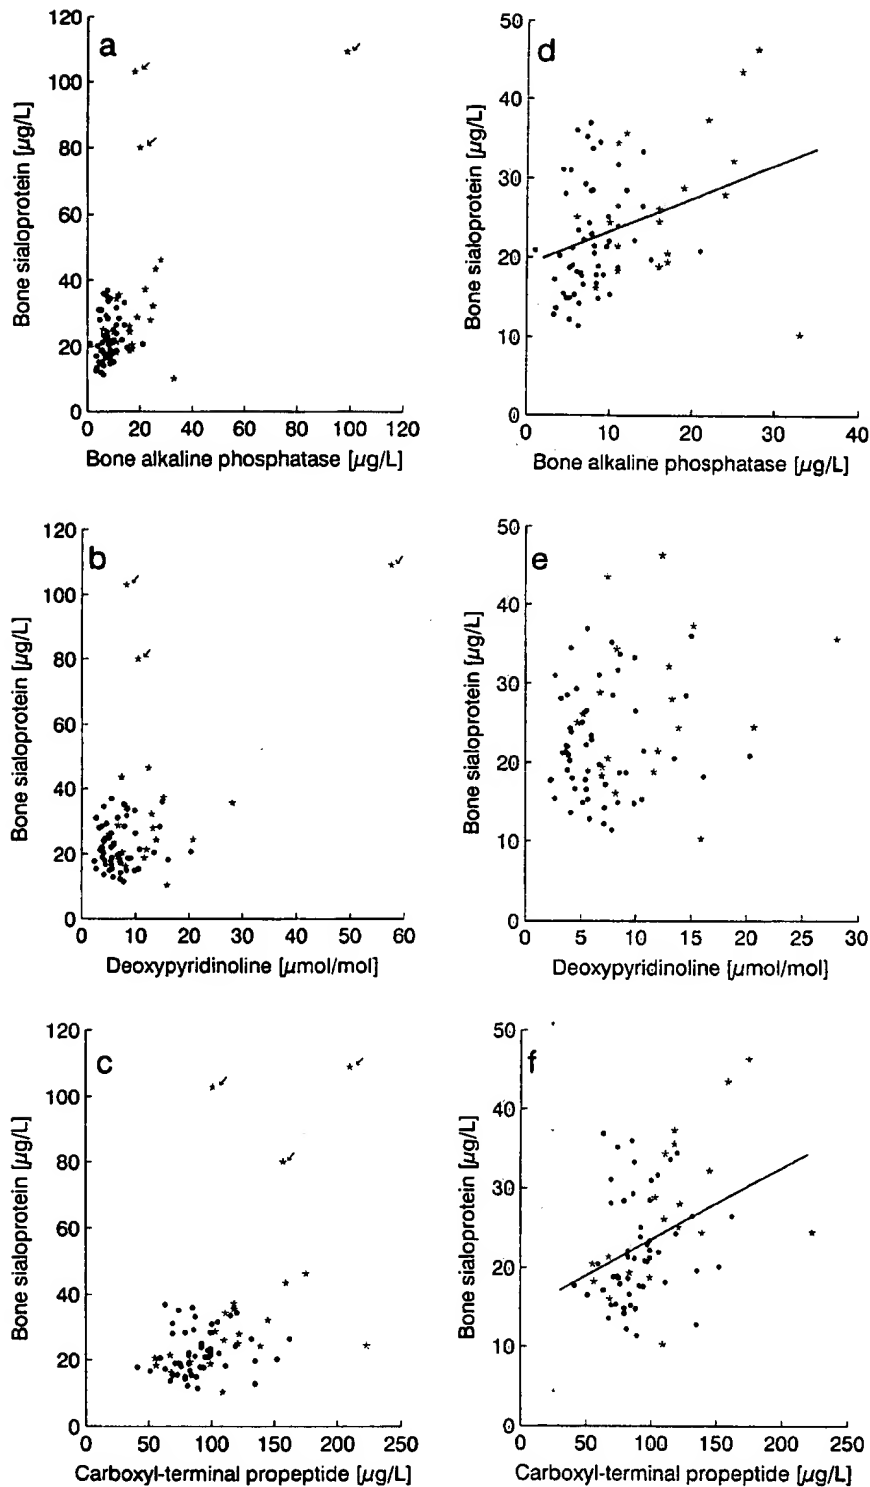 a
120
100
80
60
40
20
0
Bone sialoprotein [µg/L]
0 20 40 60 80 100 120
Bone alkaline phosphatase [µg/L]
d
50
40
30
20
10
0
Bone sialoprotein [µg/L]
0 10 20 30 40
Bone alkaline phosphatase [µg/L]
b
120
100
80
60
40
20
0
Bone sialoprotein [µg/L]
0 10 20 30 40 50 60
Deoxypyridinoline [µmol/mol]
e
50
40
30
20
10
0
Bone sialoprotein [µg/L]
0 5 10 15 20 25 30
Deoxypyridinoline [µmol/mol]
c
120
100
80
60
40
20
0
Bone sialoprotein [µg/L]
0 50 100 150 200 250
Carboxyl-terminal propeptide [µg/L]
f
50
40
30
20
10
0
Bone sialoprotein [µg/L]
0 50 100 150 200 250
Carboxyl-terminal propeptide [µg/L]